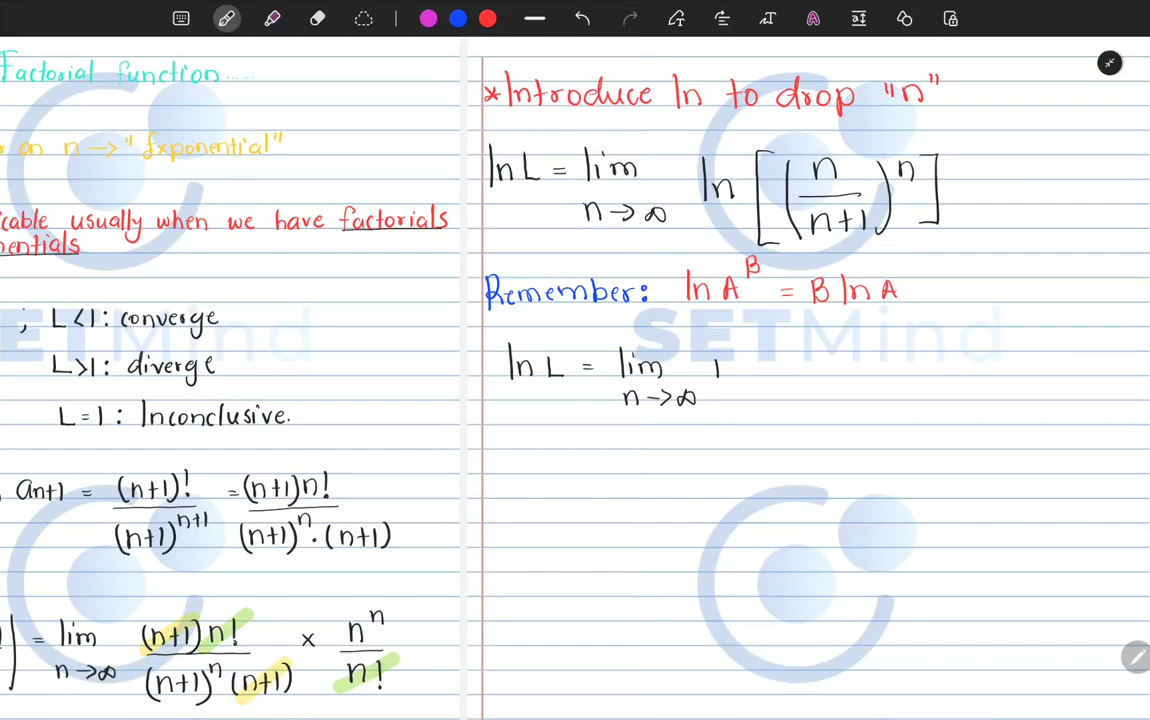 Factorial function......
r on n → "Exponential"
cable usually when we have factorials
nentials
; L<1 : converge
L>1 : diverge
L=1 : Inconclusive.
an+1 = (n+1)! / (n+1)^(n+1) = (n+1)n! / (n+1)^n · (n+1)
| = lim n→∞ (n+1)n! / (n+1)^n (n+1) × n^n / n!
*Introduce ln to drop "n"
ln L = lim n→∞ ln [(n/(n+1))^n]
Remember: ln A^B = B ln A
ln L = lim n→∞
SETMind
SETMind